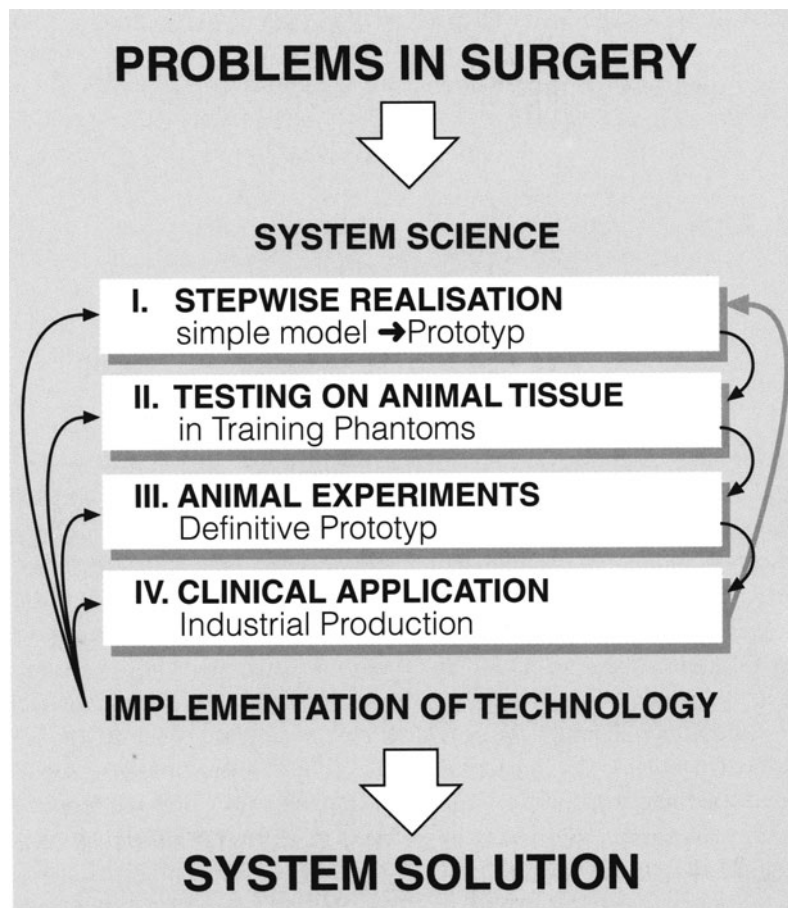 PROBLEMS IN SURGERY
SYSTEM SCIENCE
I. STEPWISE REALISATION
simple model ➔Prototyp
II. TESTING ON ANIMAL TISSUE
in Training Phantoms
III. ANIMAL EXPERIMENTS
Definitive Prototyp
IV. CLINICAL APPLICATION
Industrial Production
IMPLEMENTATION OF TECHNOLOGY
SYSTEM SOLUTION